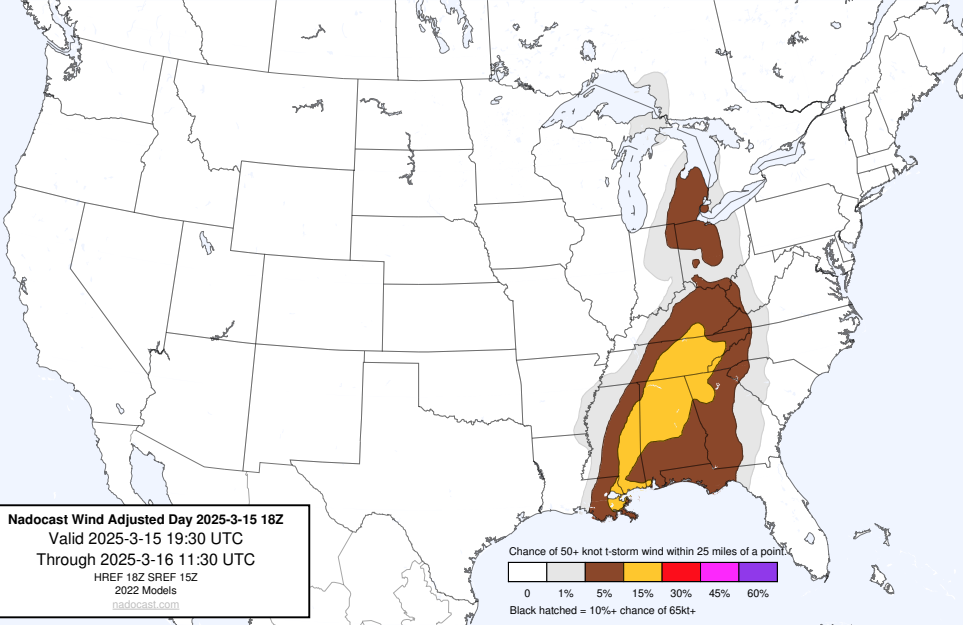 Nadocast Wind Adjusted Day 2025-3-15 18Z
Valid 2025-3-15 19:30 UTC
Through 2025-3-16 11:30 UTC
HREF 18Z SREF 15Z
2022 Models
nadocast.com
Chance of 50+ knot t-storm wind within 25 miles of a point.
0 1% 5% 15% 30% 45% 60%
Black hatched = 10%+ chance of 65kt+